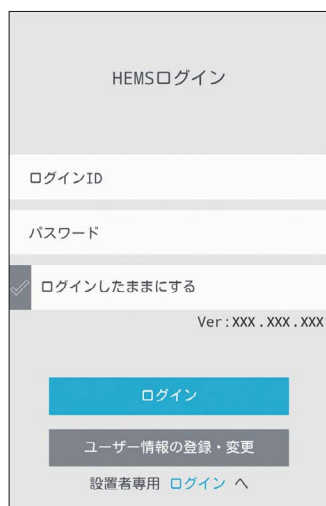 HEMSログイン
ログインID
パスワード
ログインしたままにする
Ver:XXX.XXX.XXX
ログイン
ユーザー情報の登録・変更
設置者専用 ログイン へ